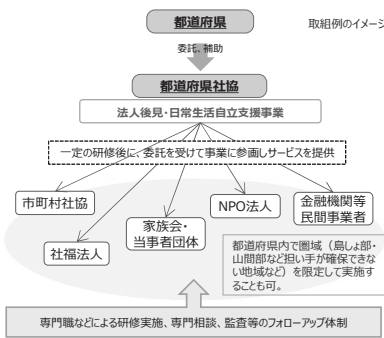 都道府県
取組例のイメージ
委託、補助
都道府県社協
法人後見・日常生活自立支援事業
一定の研修後に、委託を受けて事業に参画しサービスを提供
市町村社協
社福法人
家族会・
当事者団体
NPO法人
金融機関等
民間事業者
都道府県内で圏域（島しょ部・
山間部など担い手が確保できな
い地域など）を限定して実施す
ることも可。
専門職などによる研修実施、専門相談、監査等のフォローアップ体制